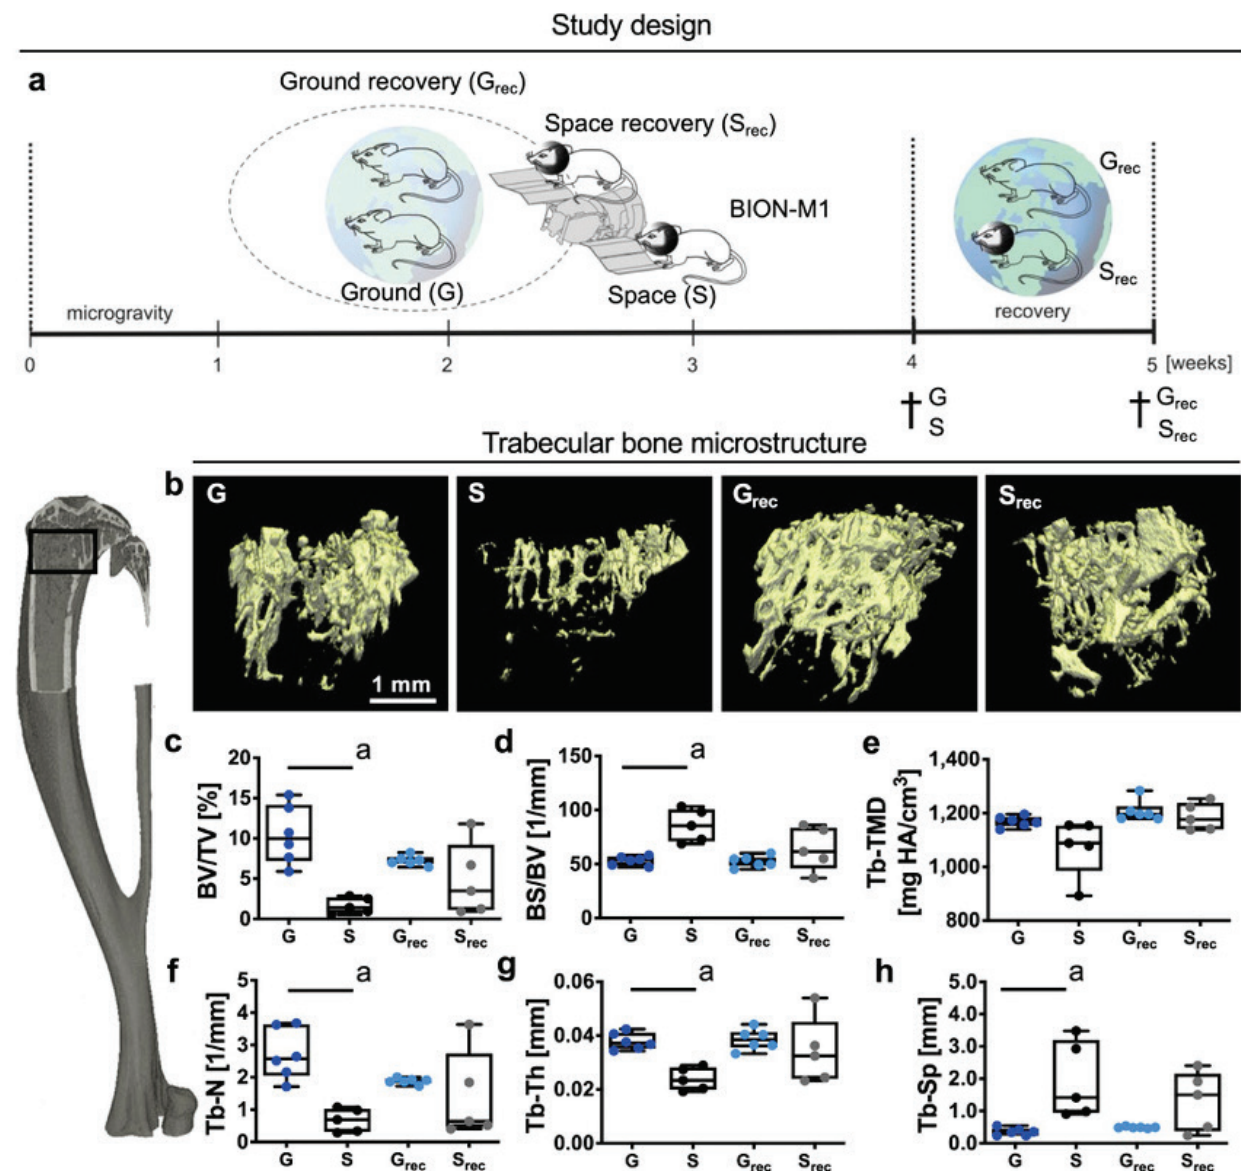 Study design
a
Ground recovery (Grec)
Space recovery (Srec)
BION-M1
Ground (G)
Space (S)
Grec
Srec
microgravity
recovery
0 1 2 3 4 5 [weeks]
† G
S
† Grec
Srec
Trabecular bone microstructure
b
G
1 mm
S
Grec
Srec
c
BV/TV [%]
20
15
10
5
0
a
G S Grec Srec
d
BS/BV [1/mm]
150
100
50
0
a
G S Grec Srec
e
Tb-TMD
[mg HA/cm³]
1,400
1,200
1,000
800
G S Grec Srec
f
Tb-N [1/mm]
5
4
3
2
1
0
a
G S Grec Srec
g
Tb-Th [mm]
0.06
0.04
0.02
0.00
a
G S Grec Srec
h
Tb-Sp [mm]
5.0
4.0
3.0
2.0
1.0
0.0
a
G S Grec Srec